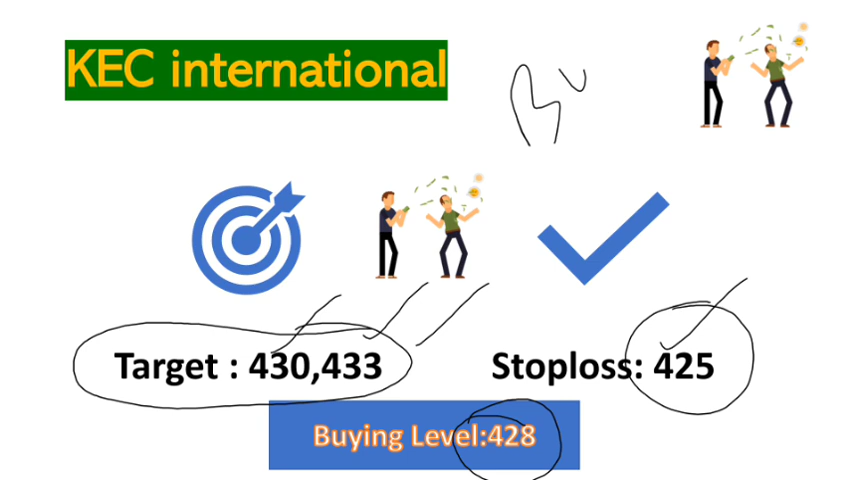 KEC international
Target : 430,433
Stoploss: 425
Buying Level:428